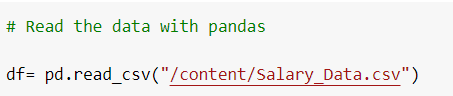 # Read the data with pandas
df= pd.read_csv("/content/Salary_Data.csv")